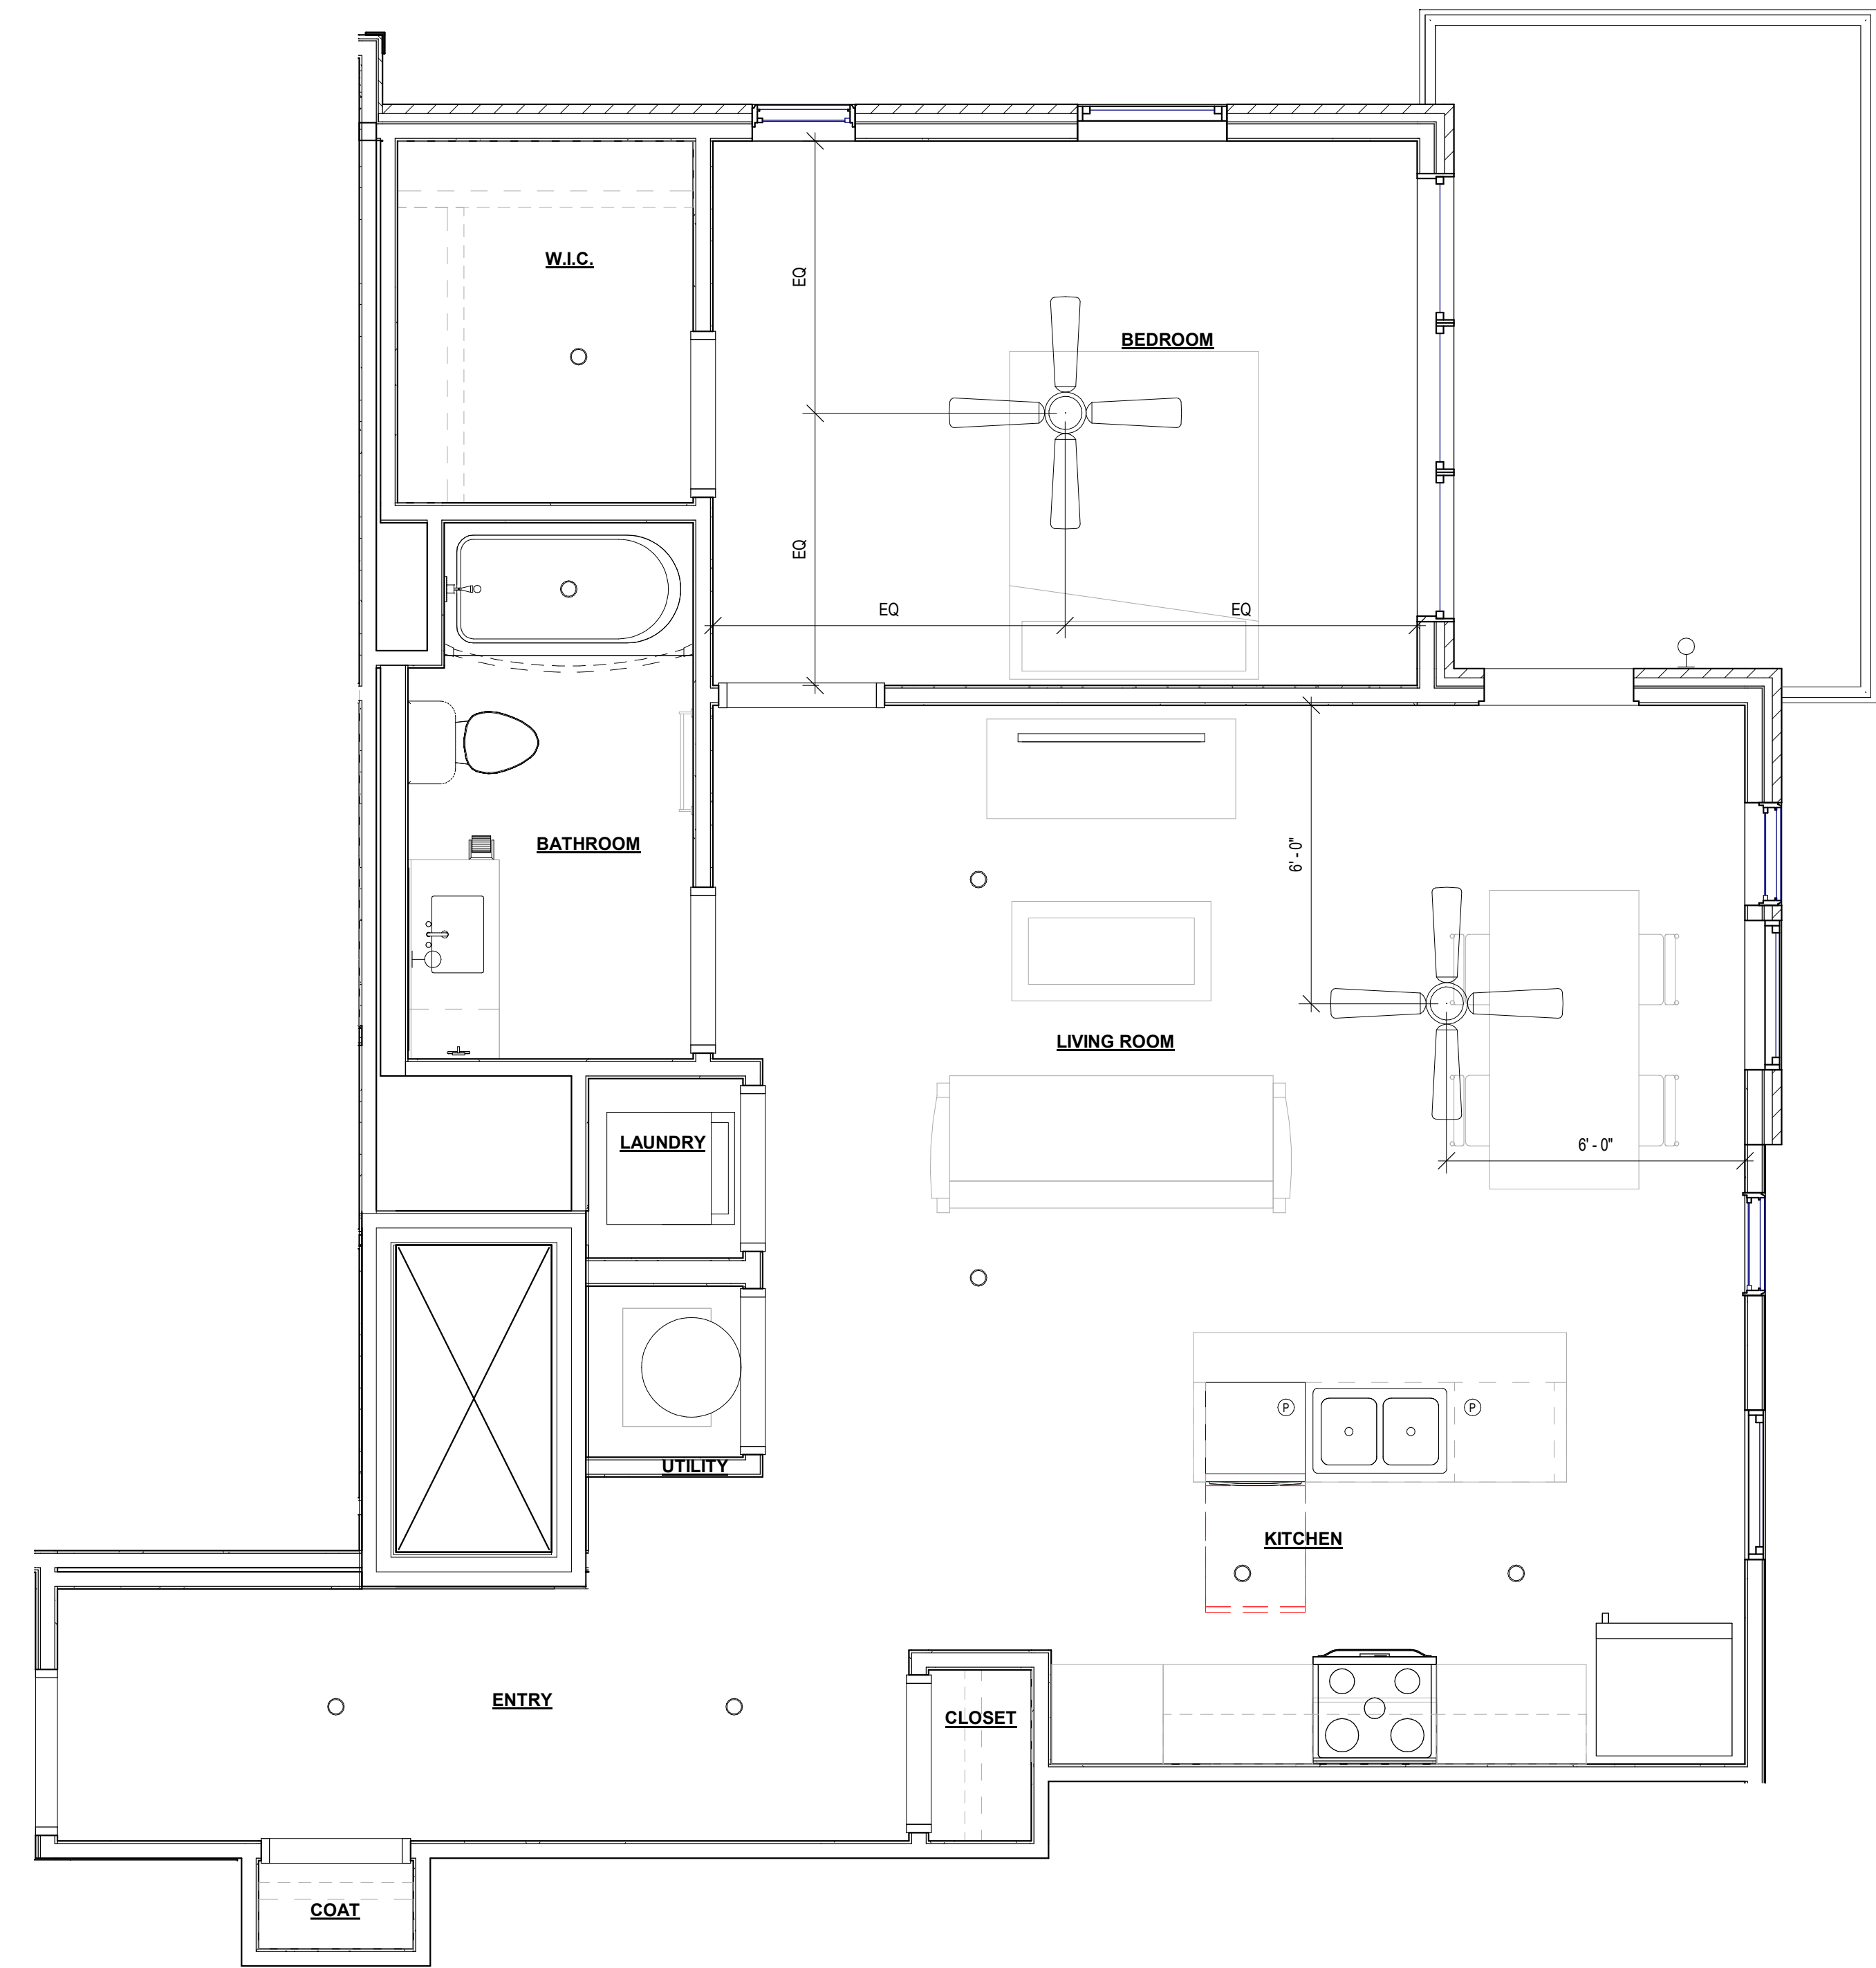 W.I.C.
EQ
BEDROOM
EQ
EQ
EQ
BATHROOM
6' - 0"
LIVING ROOM
LAUNDRY
6' - 0"
P
P
UTILITY
KITCHEN
ENTRY
CLOSET
COAT